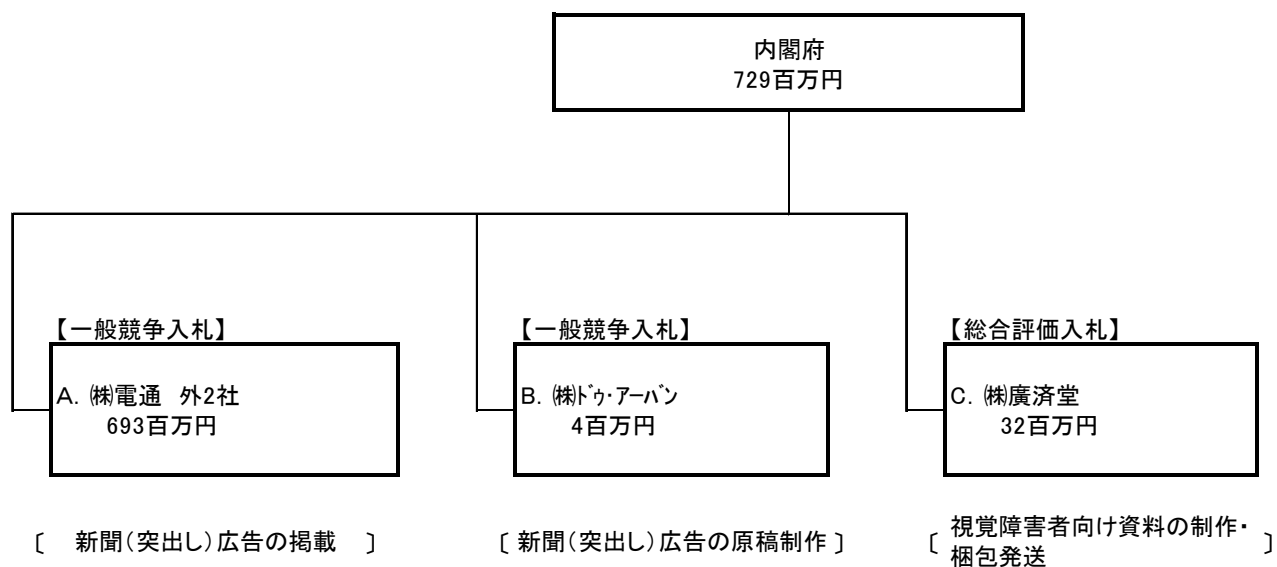 内閣府
729百万円
【一般競争入札】
A. ㈱電通 外2社
693百万円
〔 新聞(突出し)広告の掲載 〕
【一般競争入札】
B. ㈱ﾄﾞｩ・ｱｰﾊﾞﾝ
4百万円
〔 新聞(突出し)広告の原稿制作 〕
【総合評価入札】
C. ㈱廣済堂
32百万円
〔 視覚障害者向け資料の制作・
梱包発送 〕